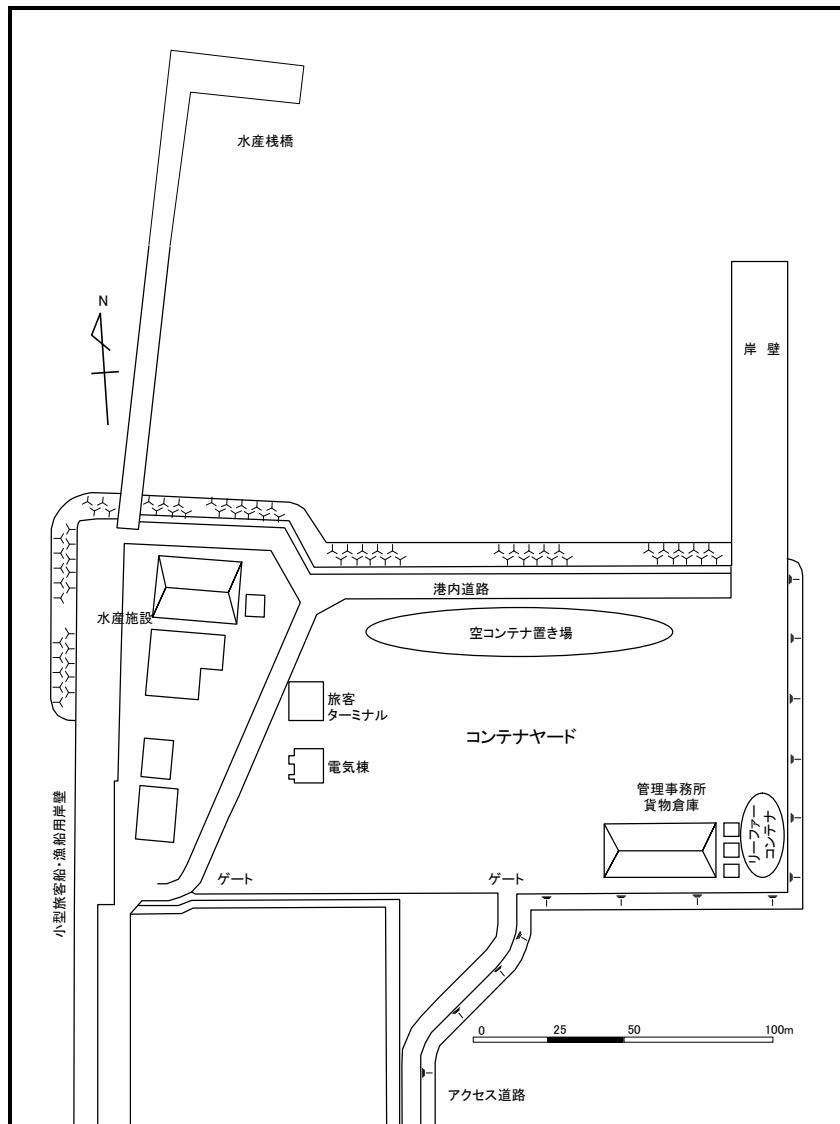 水産桟橋
N
岸 壁
港内道路
空コンテナ置き場
水産施設
旅客
ターミナル
コンテナヤード
電気棟
管理事務所
貨物倉庫
リーファー
コンテナ
小型旅客船・漁船用岸壁
ゲート
ゲート
0 25 50 100m
アクセス道路